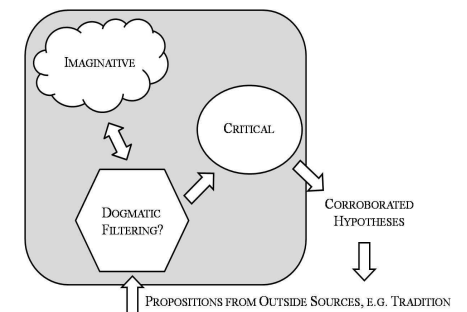 IMAGINATIVE
CRITICAL
DOGMATIC
FILTERING?
CORROBORATED
HYPOTHESES
PROPOSITIONS FROM OUTSIDE SOURCES, E.G. TRADITION